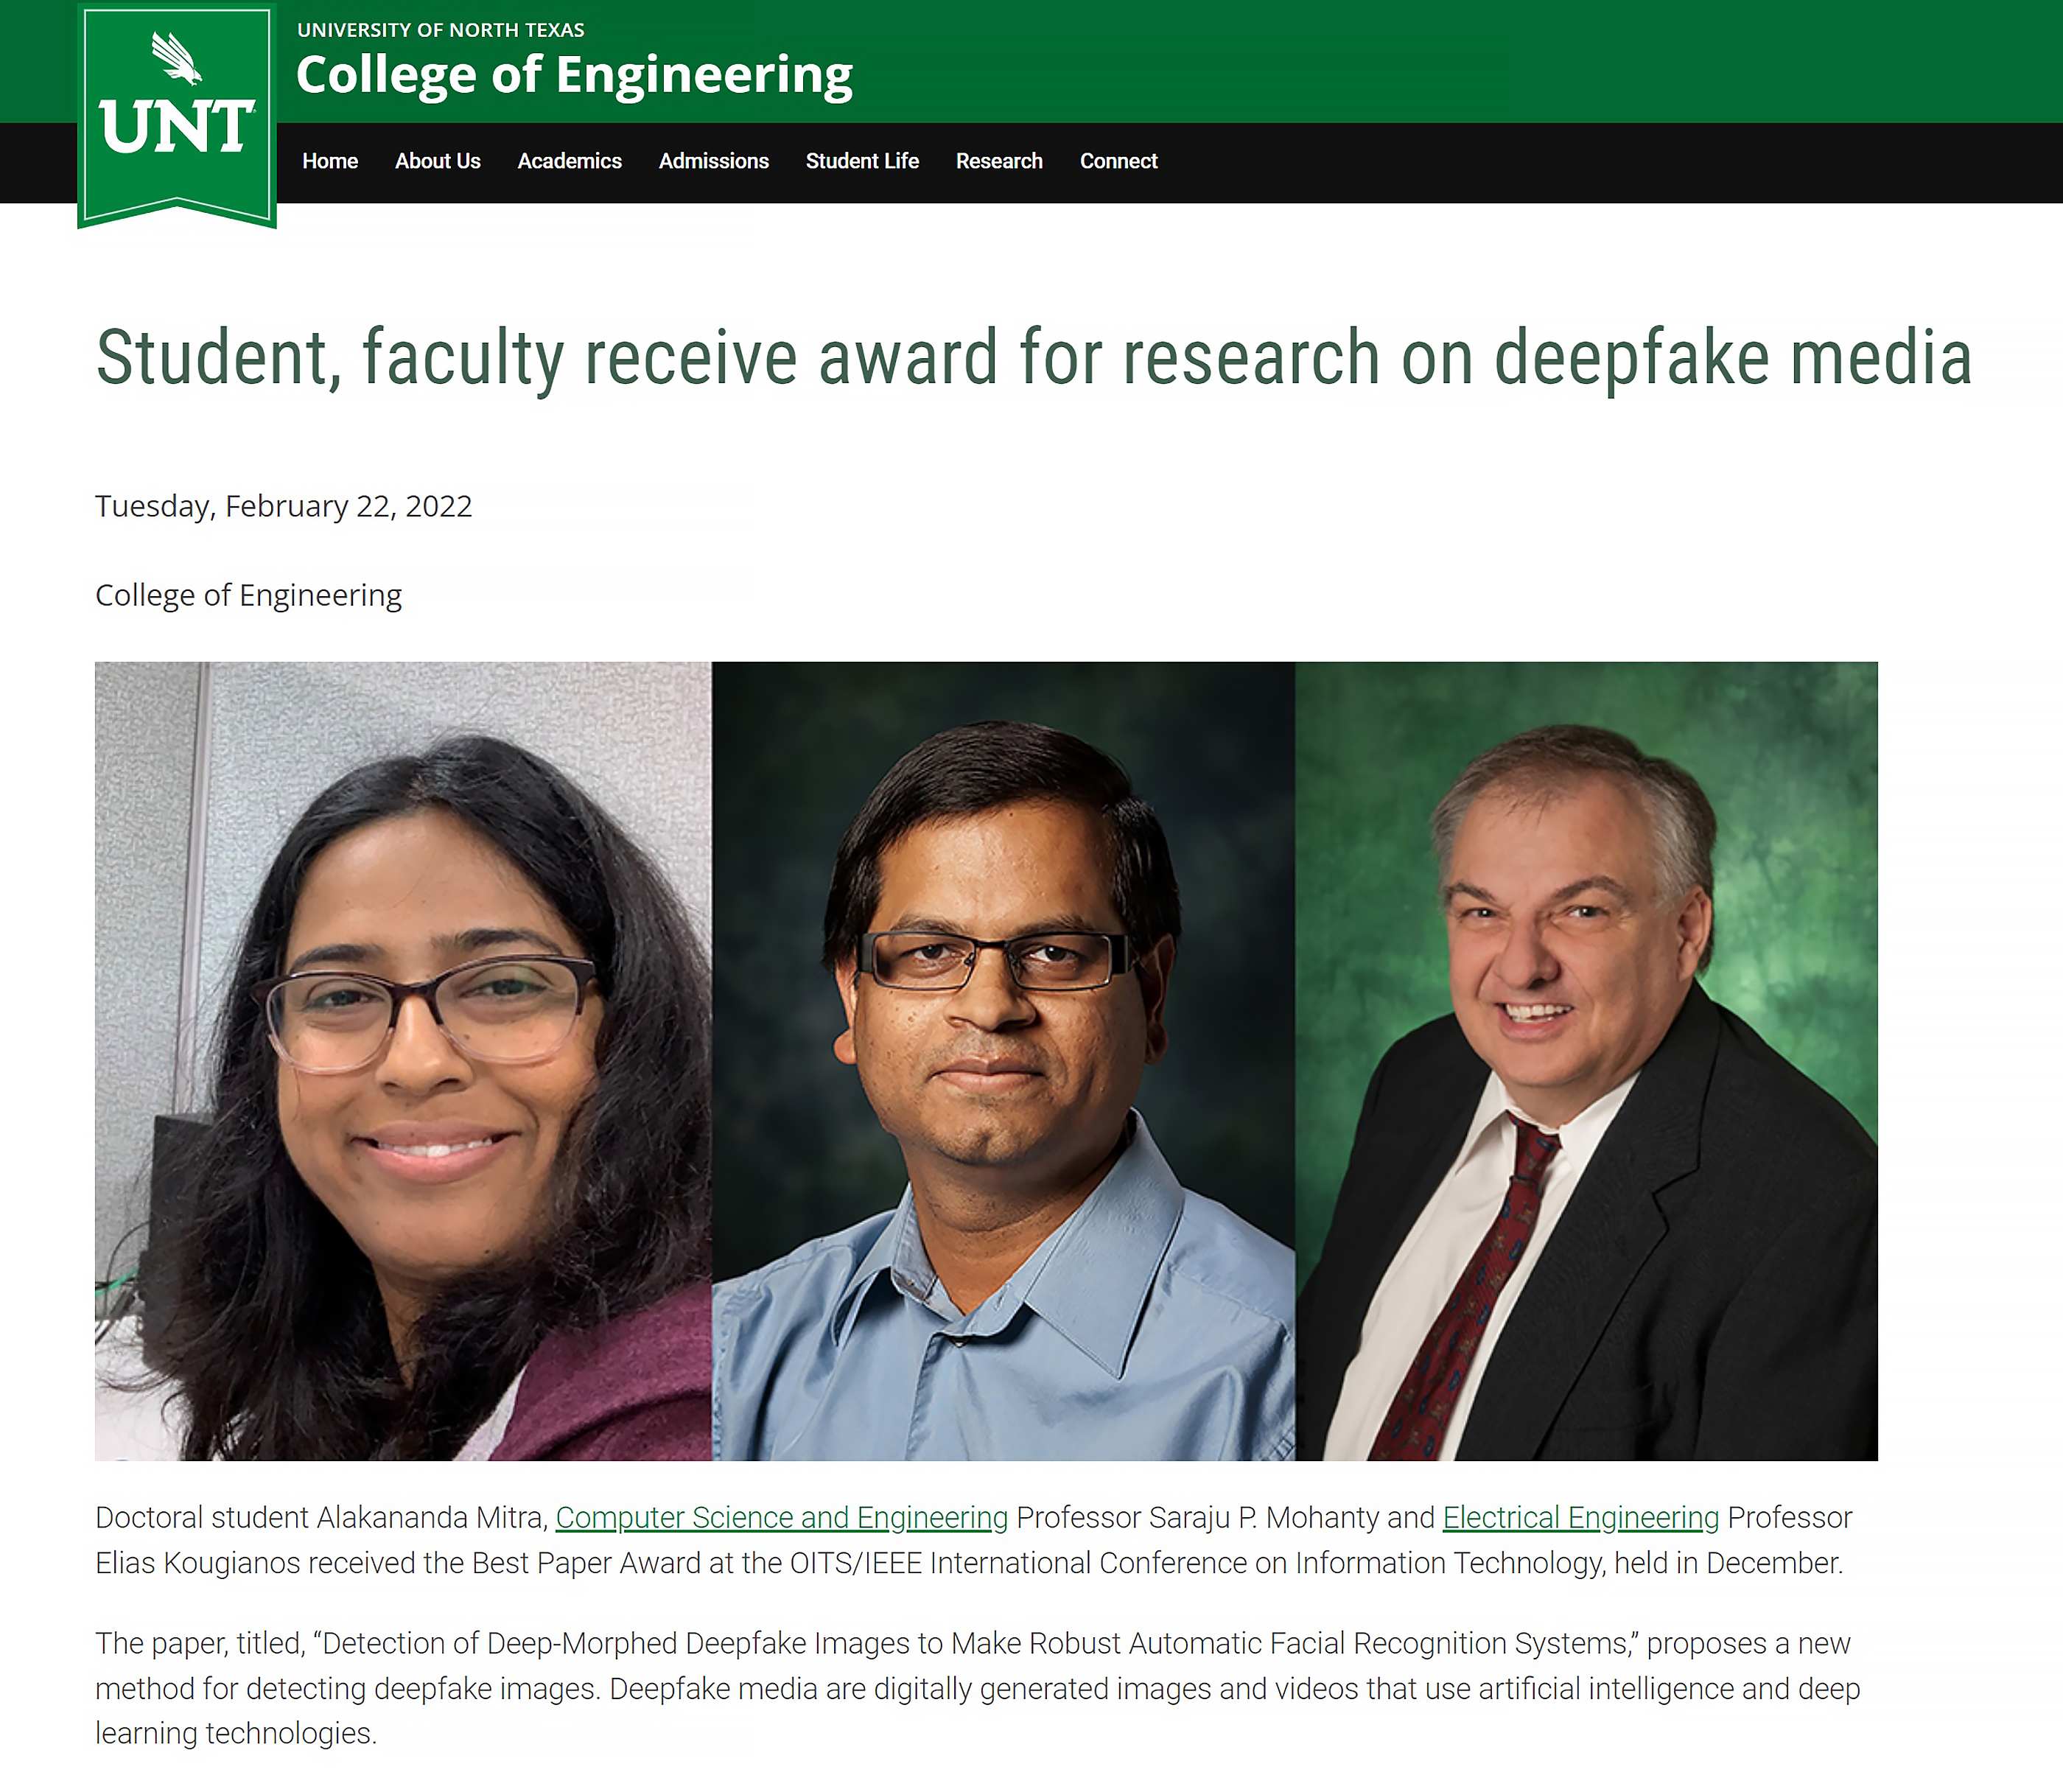 UNIVERSITY OF NORTH TEXAS
College of Engineering
UNT
Home About Us Academics Admissions Student Life Research Connect
Student, faculty receive award for research on deepfake media
Tuesday, February 22, 2022
College of Engineering
Doctoral student Alakananda Mitra, Computer Science and Engineering Professor Saraju P. Mohanty and Electrical Engineering Professor
Elias Kougianos received the Best Paper Award at the OITS/IEEE International Conference on Information Technology, held in December.
The paper, titled, “Detection of Deep-Morphed Deepfake Images to Make Robust Automatic Facial Recognition Systems,” proposes a new
method for detecting deepfake images. Deepfake media are digitally generated images and videos that use artificial intelligence and deep
learning technologies.